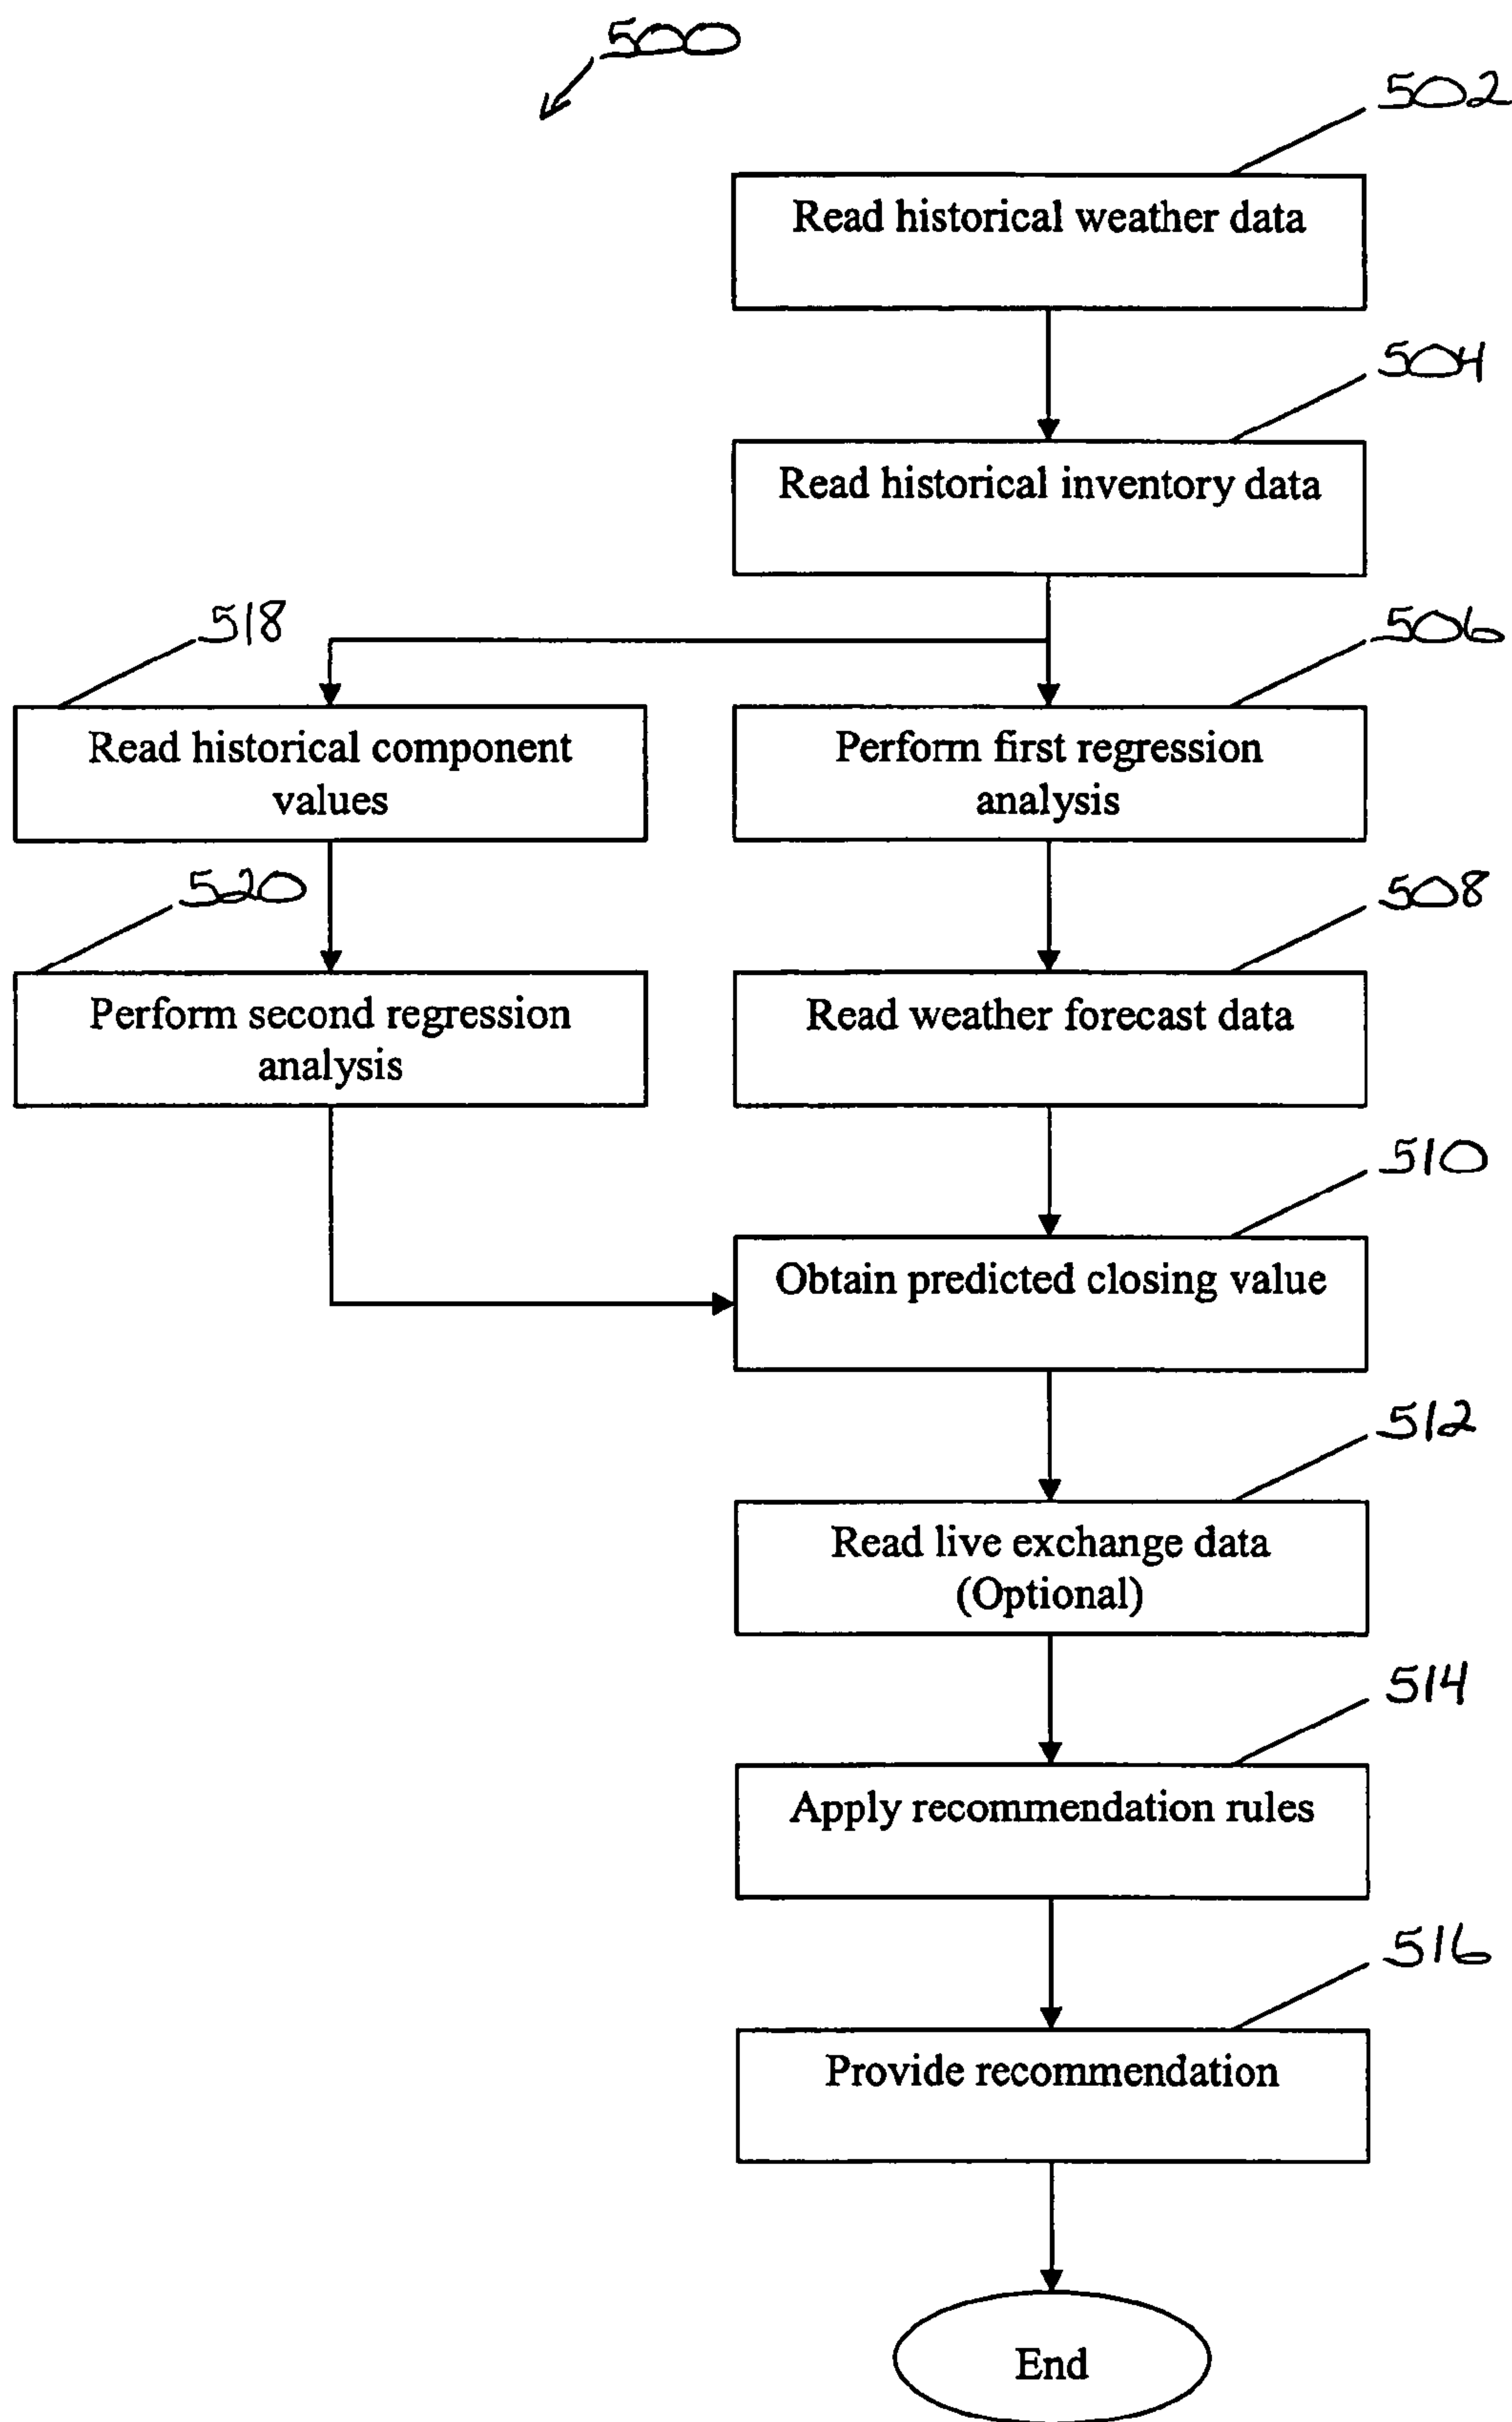 500
502
Read historical weather data
504
Read historical inventory data
518
506
Read historical component
values
Perform first regression
analysis
520
508
Perform second regression
analysis
Read weather forecast data
510
Obtain predicted closing value
512
Read live exchange data
(Optional)
514
Apply recommendation rules
516
Provide recommendation
End